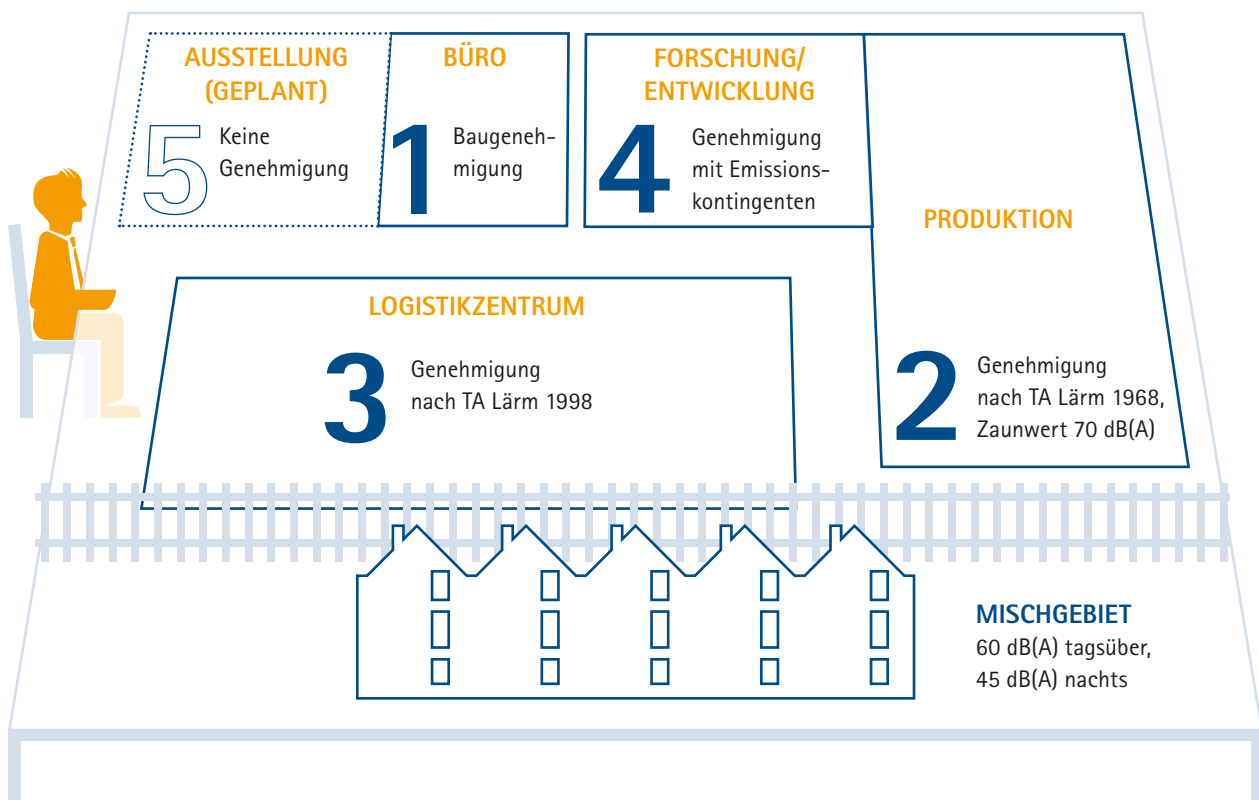 AUSSTELLUNG
(GEPLANT)
5
Keine
Genehmigung
BÜRO
1
Baugeneh-
migung
FORSCHUNG/
ENTWICKLUNG
4
Genehmigung
mit Emissions-
kontingenten
PRODUKTION
2
Genehmigung
nach TA Lärm 1968,
Zaunwert 70 dB(A)
LOGISTIKZENTRUM
3
Genehmigung
nach TA Lärm 1998
MISCHGEBIET
60 dB(A) tagsüber,
45 dB(A) nachts